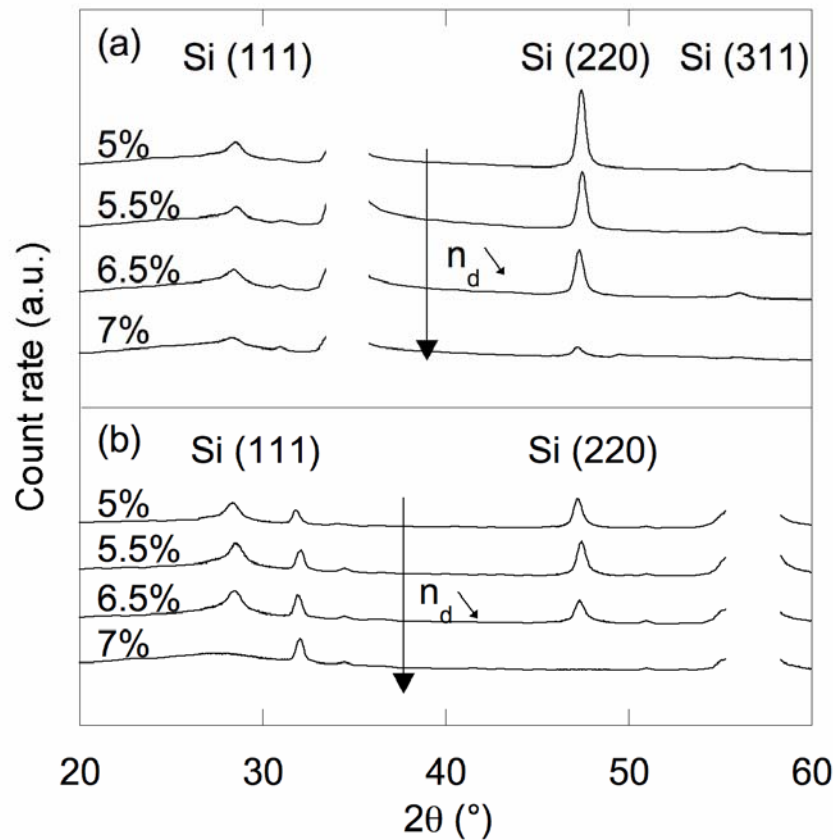 (a)
Si (111)
Si (220)
Si (311)
5%
5.5%
6.5%
7%
n_d
(b)
Si (111)
Si (220)
5%
5.5%
6.5%
7%
n_d
Count rate (a.u.)
20
30
40
50
60
2θ (°)